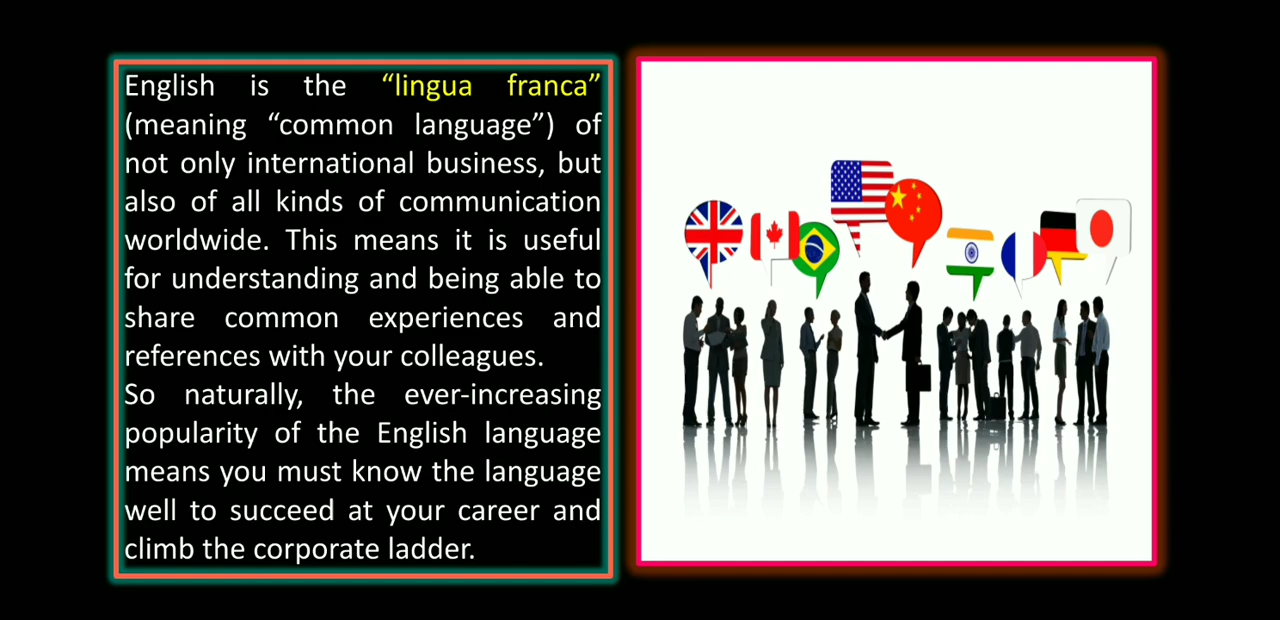 English is the “lingua franca”
(meaning “common language”) of
not only international business, but
also of all kinds of communication
worldwide. This means it is useful
for understanding and being able to
share common experiences and
references with your colleagues.
So naturally, the ever-increasing
popularity of the English language
means you must know the language
well to succeed at your career and
climb the corporate ladder.